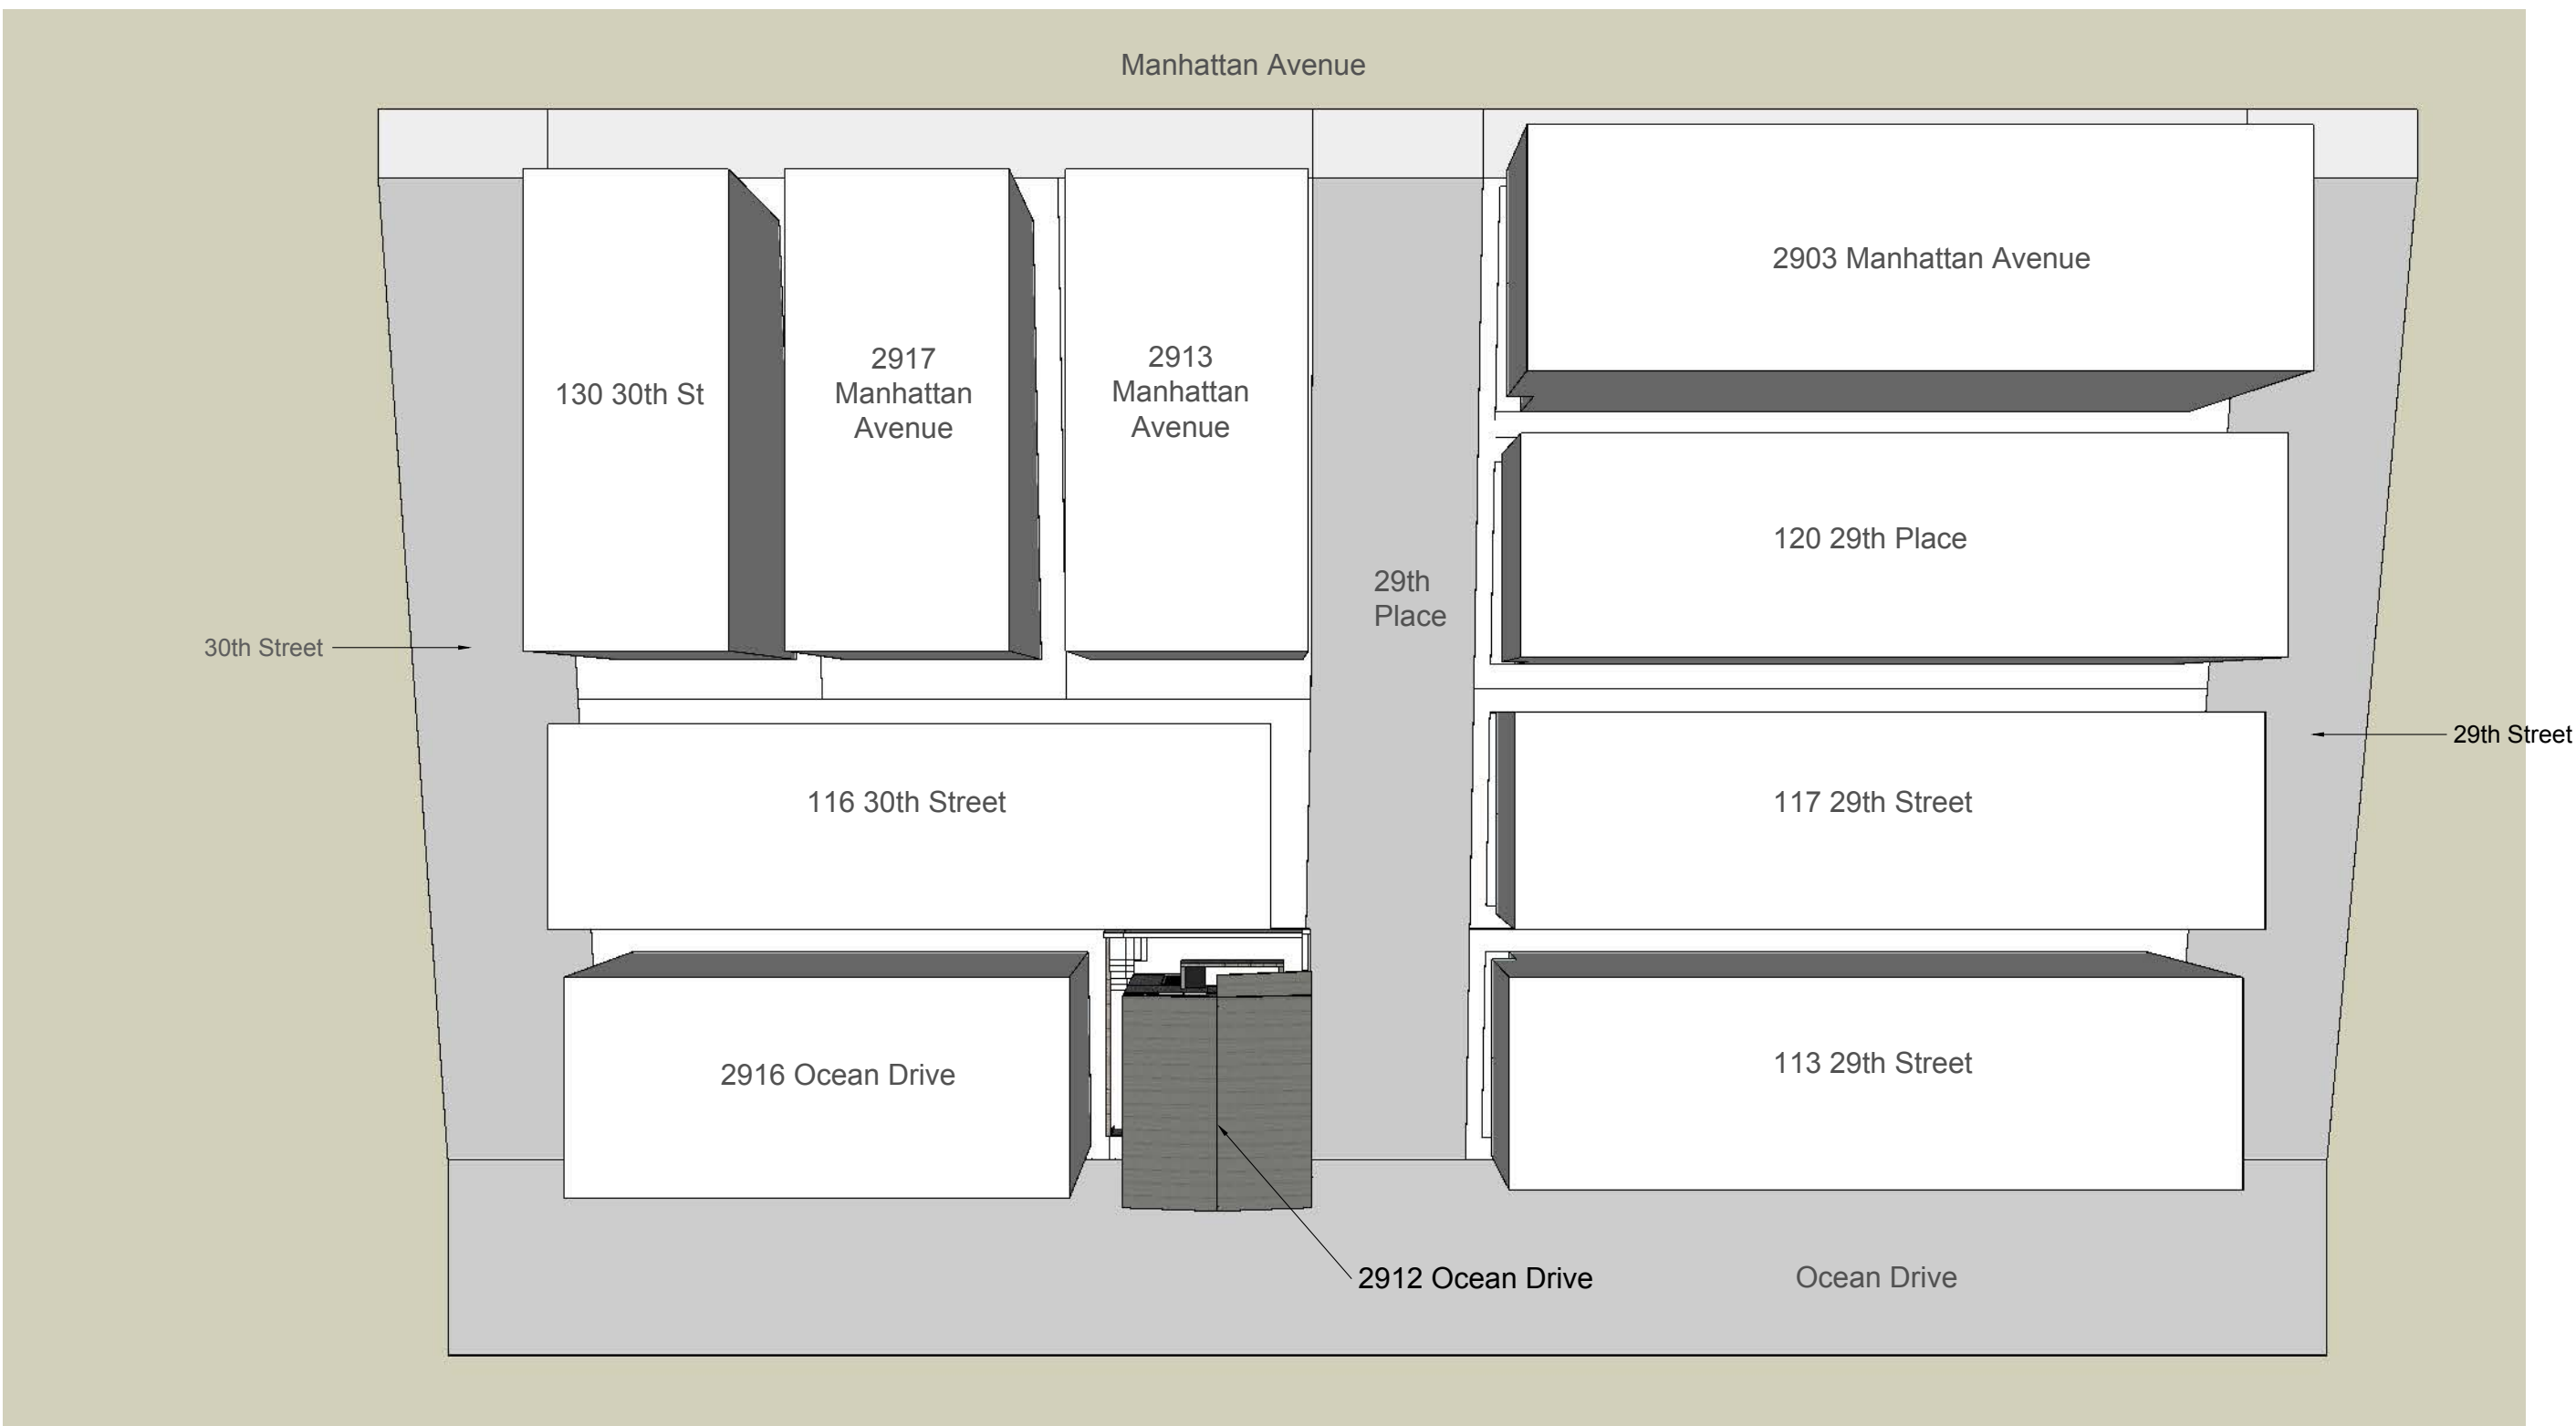 Manhattan Avenue
2903 Manhattan Avenue
130 30th St
2917
Manhattan
Avenue
2913
Manhattan
Avenue
120 29th Place
29th
Place
30th Street
29th Street
116 30th Street
117 29th Street
2916 Ocean Drive
113 29th Street
2912 Ocean Drive
Ocean Drive